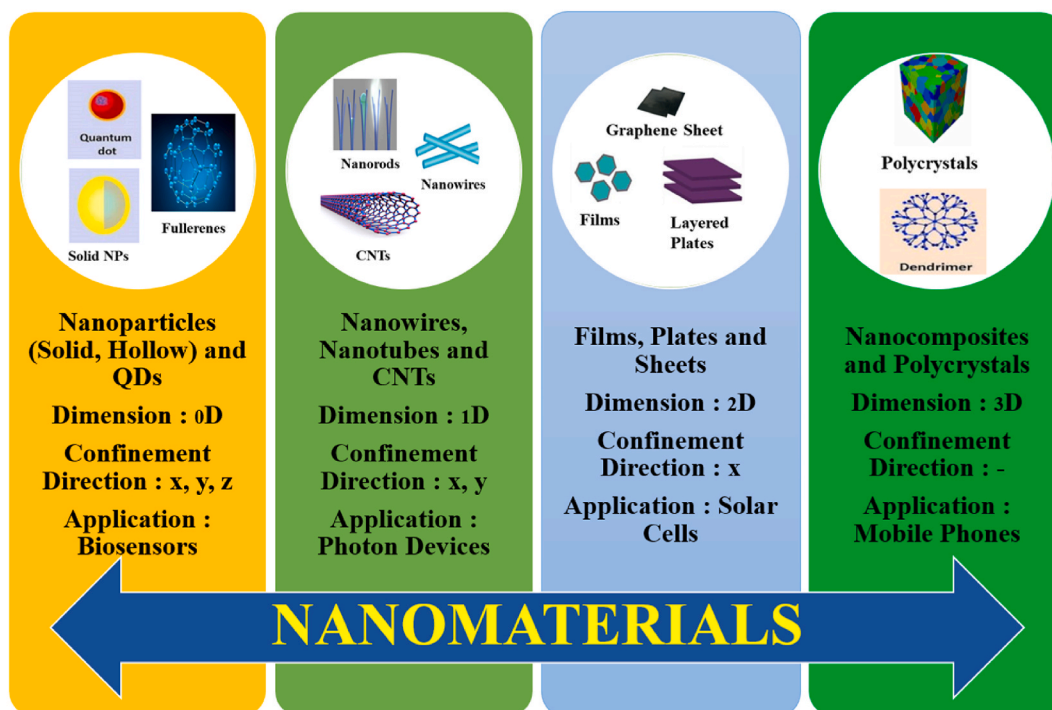 Quantum
dot
Fullerenes
Solid NPs
Nanoparticles
(Solid, Hollow) and
QDs
Dimension : 0D
Confinement
Direction : x, y, z
Application :
Biosensors
Nanorods
Nanowires
CNTs
Nanowires,
Nanotubes and
CNTs
Dimension : 1D
Confinement
Direction : x, y
Application :
Photon Devices
Graphene Sheet
Films
Layered
Plates
Films, Plates and
Sheets
Dimension : 2D
Confinement
Direction : x
Application : Solar
Cells
Polycrystals
Dendrimer
Nanocomposites
and Polycrystals
Dimension : 3D
Confinement
Direction : -
Application :
Mobile Phones
NANOMATERIALS